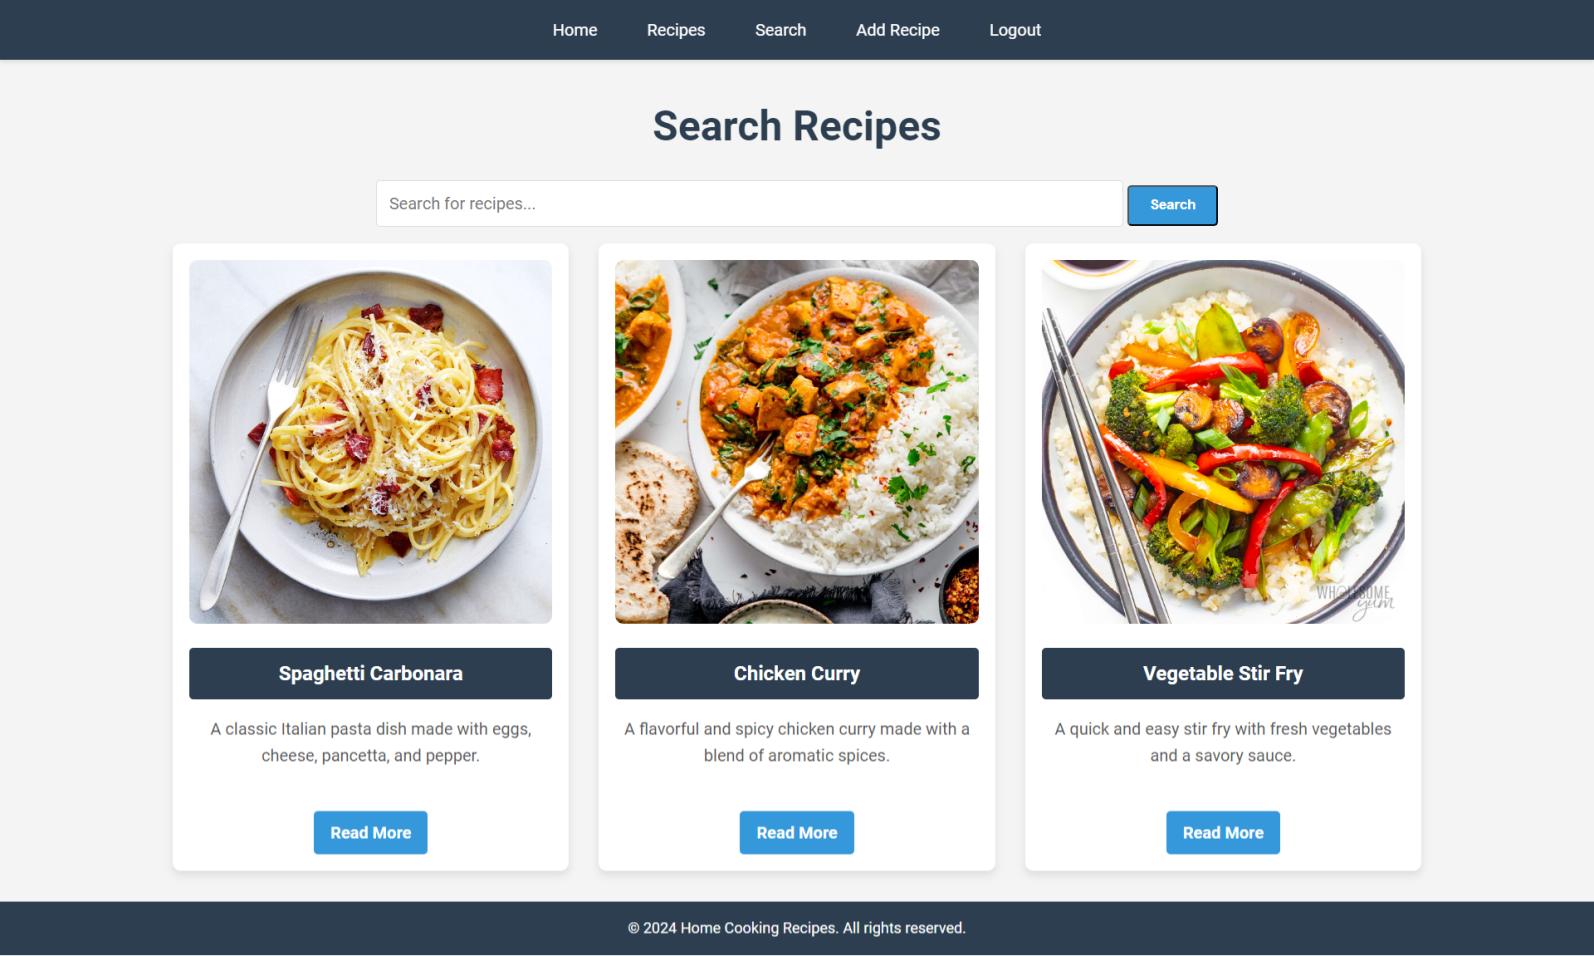 Home
Recipes
Search
Add Recipe
Logout
Search Recipes
Search for recipes...
Search
WHOLESOME
yum
Spaghetti Carbonara
Chicken Curry
Vegetable Stir Fry
A classic Italian pasta dish made with eggs,
cheese, pancetta, and pepper.
A flavorful and spicy chicken curry made with a
blend of aromatic spices.
A quick and easy stir fry with fresh vegetables
and a savory sauce.
Read More
Read More
Read More
© 2024 Home Cooking Recipes. All rights reserved.